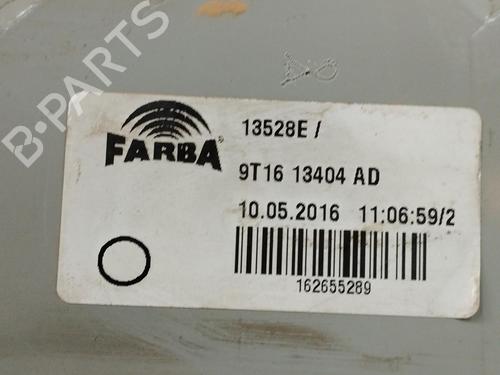 B-PARTS
FARBA
13528E /
9T16 13404 AD
10.05.2016 11:06:59/2
162655289